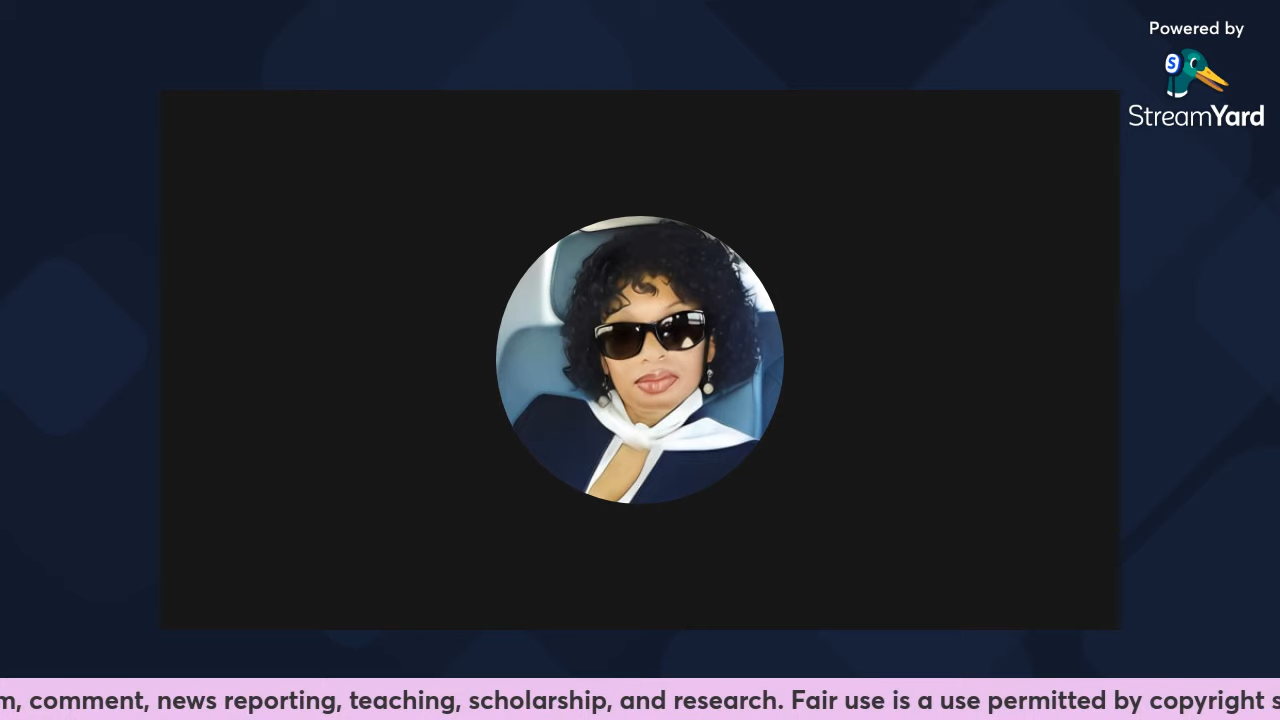 Powered by
S
StreamYard
m, comment, news reporting, teaching, scholarship, and research. Fair use is a use permitted by copyright s